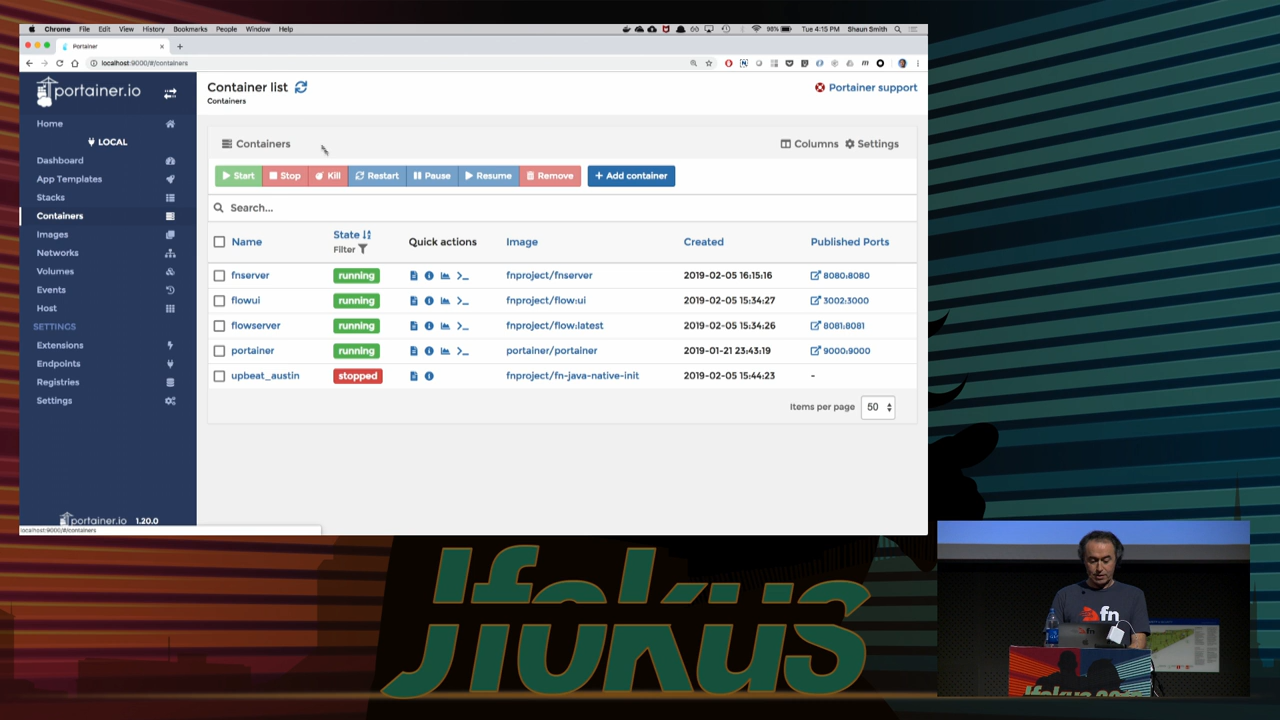 Chrome File Edit View History Bookmarks People Window Help
98% Tue 4:15 PM Shaun Smith
Portainer
localhost:9000/#/containers
portainer.io
Container list
Containers
Portainer support
Home
LOCAL
Dashboard
App Templates
Stacks
Containers
Images
Networks
Volumes
Events
Host
SETTINGS
Extensions
Endpoints
Registries
Settings
portainer.io 1.20.0
localhost:9000/#/containers
Containers
Columns Settings
Start Stop Kill Restart Pause Resume Remove + Add container
Search...
Name State Filter Quick actions Image Created Published Ports
fnserver running fnproject/fnserver 2019-02-05 16:15:16 8080:8080
flowui running fnproject/flow:ui 2019-02-05 15:34:27 3002:3000
flowserver running fnproject/flow:latest 2019-02-05 15:34:26 8081:8081
portainer running portainer/portainer 2019-01-21 23:43:19 9000:9000
upbeat_austin stopped fnproject/fn-java-native-init 2019-02-05 15:44:23 -
Items per page 50
Jfokus
fn
fn
Jfokus